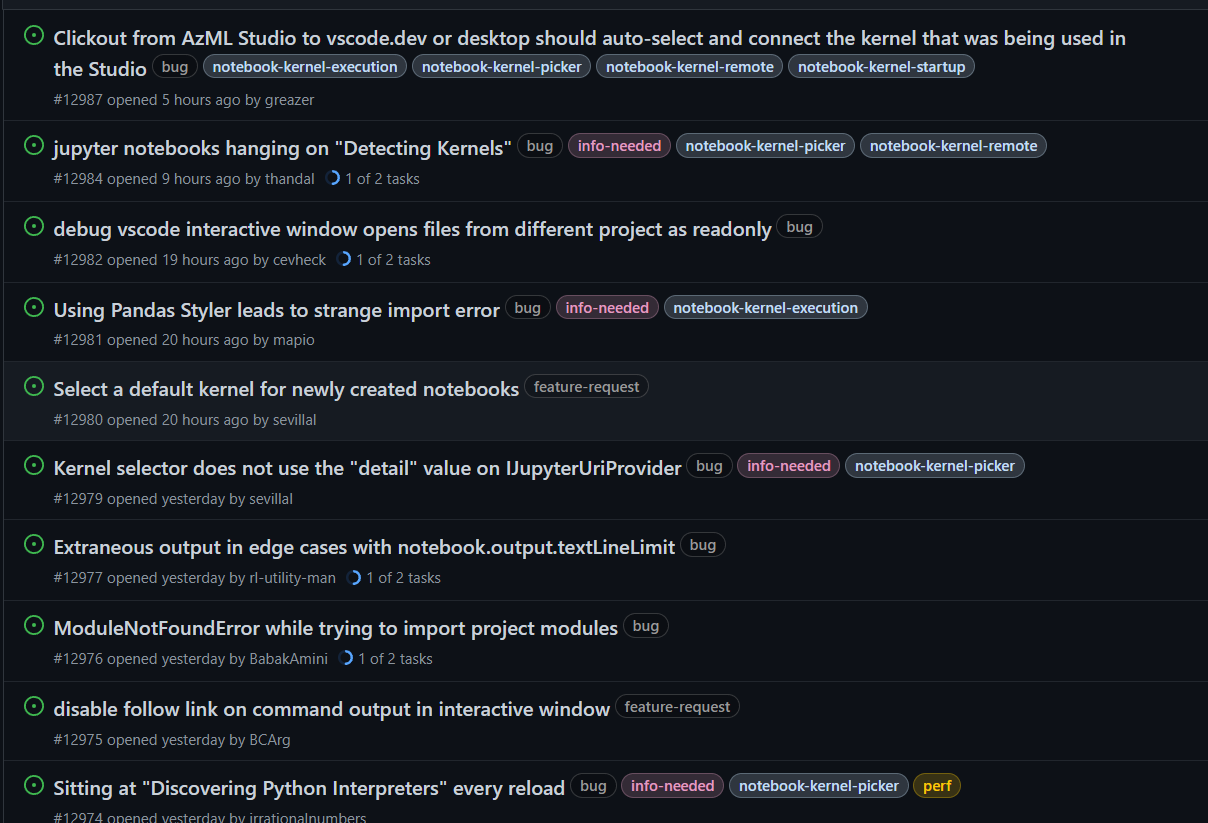 Clickout from AzML Studio to vscode.dev or desktop should auto-select and connect the kernel that was being used in
the Studio bug notebook-kernel-execution notebook-kernel-picker notebook-kernel-remote notebook-kernel-startup
#12987 opened 5 hours ago by greazer
jupyter notebooks hanging on "Detecting Kernels" bug info-needed notebook-kernel-picker notebook-kernel-remote
#12984 opened 9 hours ago by thandal 1 of 2 tasks
debug vscode interactive window opens files from different project as readonly bug
#12982 opened 19 hours ago by cevheck 1 of 2 tasks
Using Pandas Styler leads to strange import error bug info-needed notebook-kernel-execution
#12981 opened 20 hours ago by mapio
Select a default kernel for newly created notebooks feature-request
#12980 opened 20 hours ago by sevillal
Kernel selector does not use the "detail" value on IJupyterUriProvider bug info-needed notebook-kernel-picker
#12979 opened yesterday by sevillal
Extraneous output in edge cases with notebook.output.textLineLimit bug
#12977 opened yesterday by rl-utility-man 1 of 2 tasks
ModuleNotFoundError while trying to import project modules bug
#12976 opened yesterday by BabakAmini 1 of 2 tasks
disable follow link on command output in interactive window feature-request
#12975 opened yesterday by BCArg
Sitting at "Discovering Python Interpreters" every reload bug info-needed notebook-kernel-picker perf
#12974 opened yesterday by irrationalnumbers